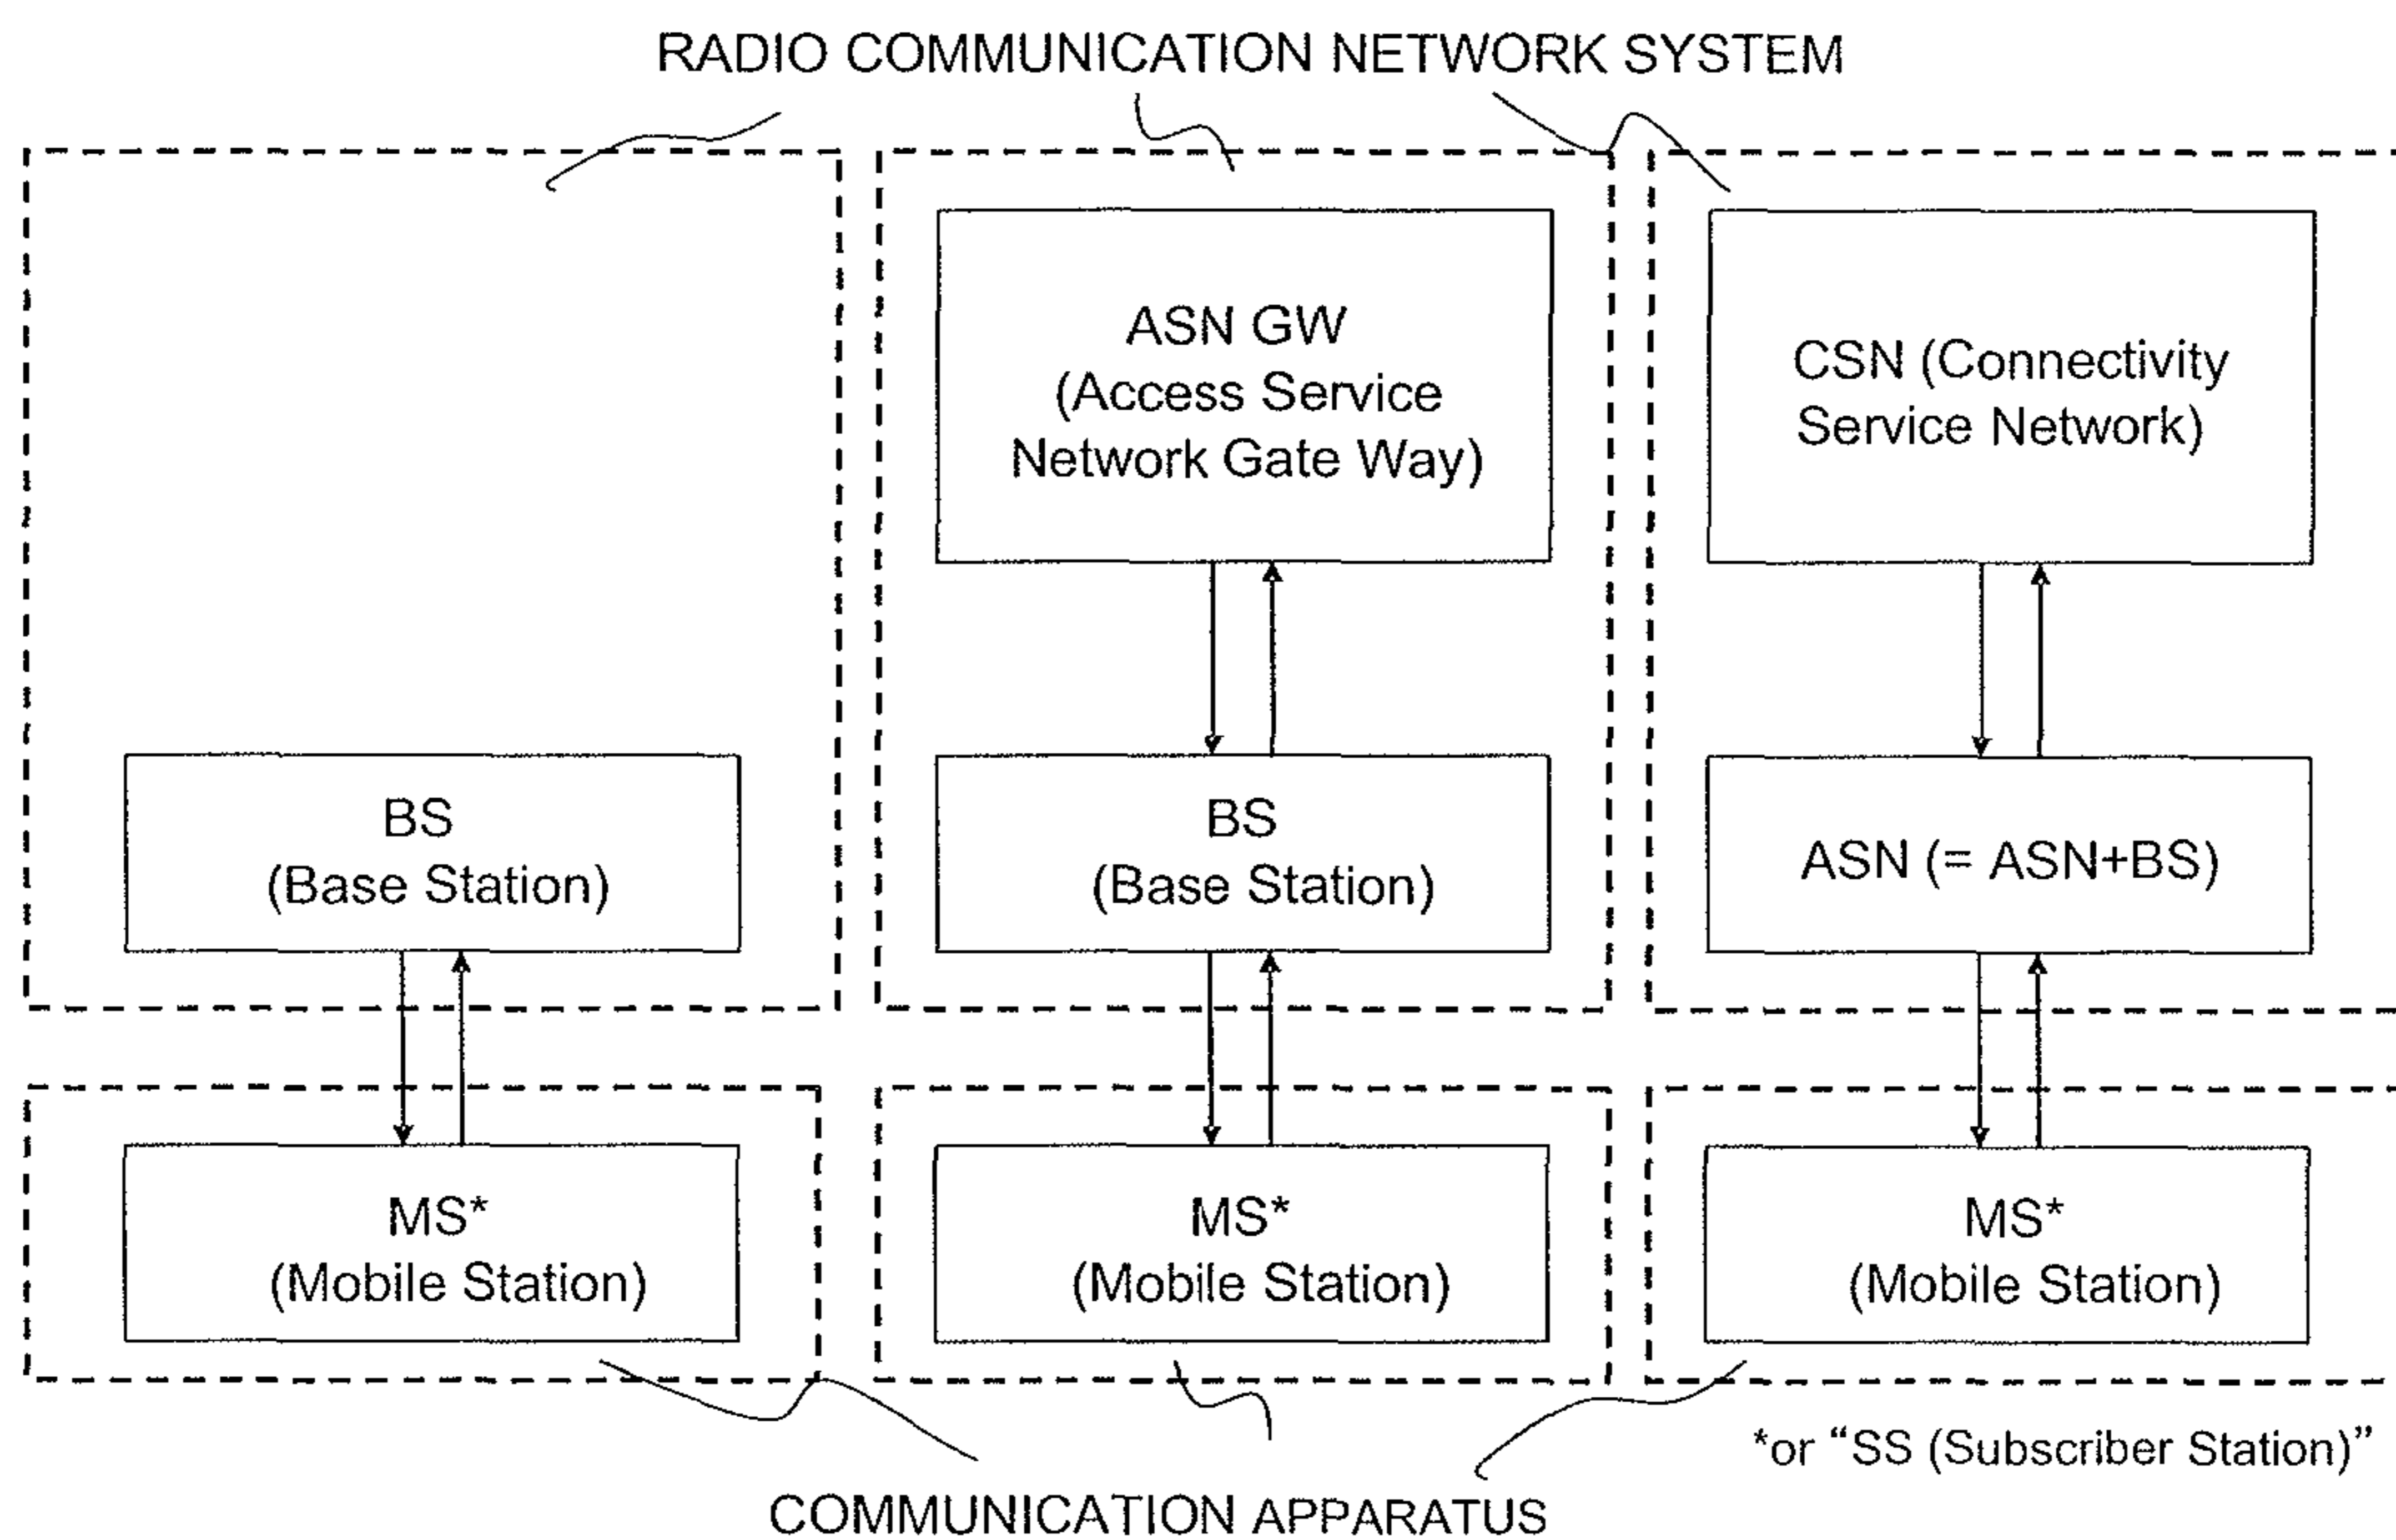 RADIO COMMUNICATION NETWORK SYSTEM
ASN GW
(Access Service
Network Gate Way)
CSN (Connectivity
Service Network)
BS
(Base Station)
BS
(Base Station)
ASN (= ASN+BS)
MS*
(Mobile Station)
MS*
(Mobile Station)
MS*
(Mobile Station)
*or “SS (Subscriber Station)”
COMMUNICATION APPARATUS